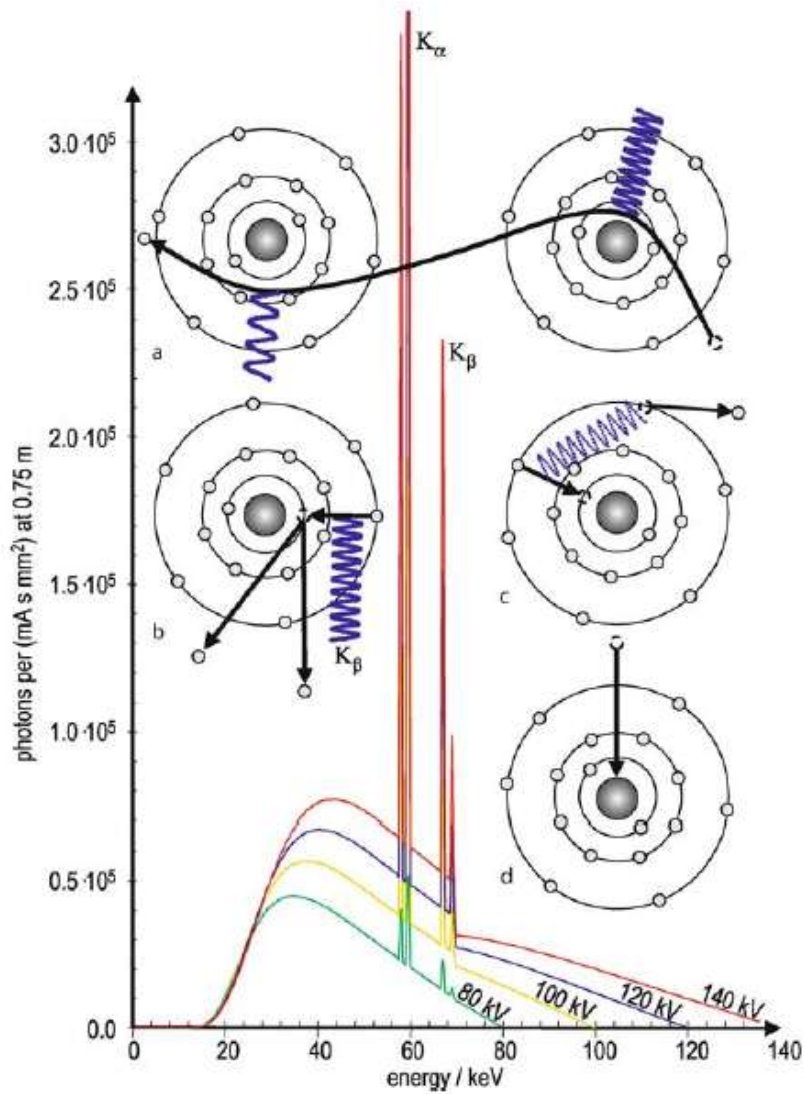 Kα
3.0·10⁵
2.5·10⁵
a
Kβ
2.0·10⁵
c
1.5·10⁵
b
Kβ
photons per (mA s mm²) at 0.75 m
1.0·10⁵
d
0.5·10⁵
80 kV
100 kV
120 kV
140 kV
0.0
0
20
40
60
80
100
120
140
energy / keV